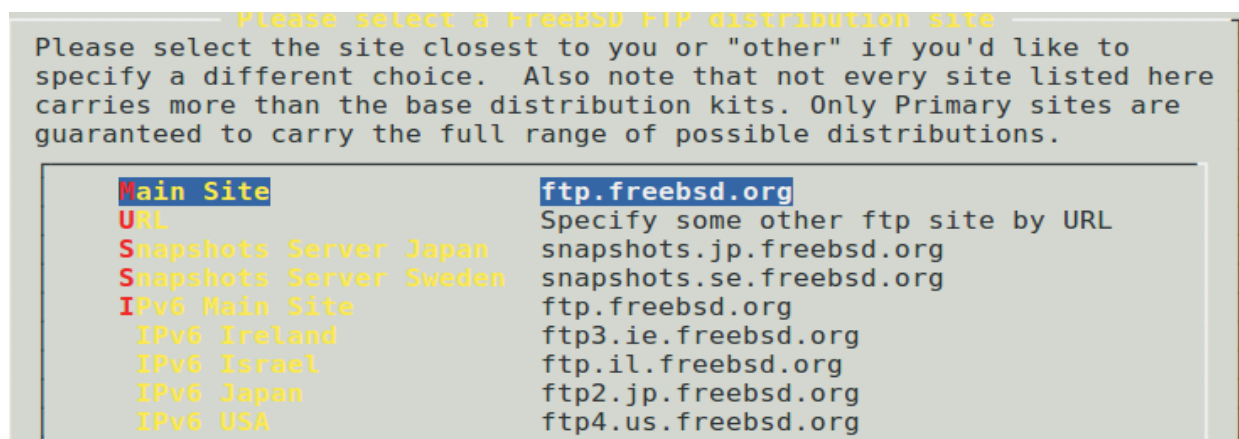 Please select a FreeBSD FTP distribution site
Please select the site closest to you or "other" if you'd like to
specify a different choice.  Also note that not every site listed here
carries more than the base distribution kits. Only Primary sites are
guaranteed to carry the full range of possible distributions.
Main Site ftp.freebsd.org
URL Specify some other ftp site by URL
Snapshots Server Japan snapshots.jp.freebsd.org
Snapshots Server Sweden snapshots.se.freebsd.org
IPv6 Main Site ftp.freebsd.org
IPv6 Ireland ftp3.ie.freebsd.org
IPv6 Israel ftp.il.freebsd.org
IPv6 Japan ftp2.jp.freebsd.org
IPv6 USA ftp4.us.freebsd.org